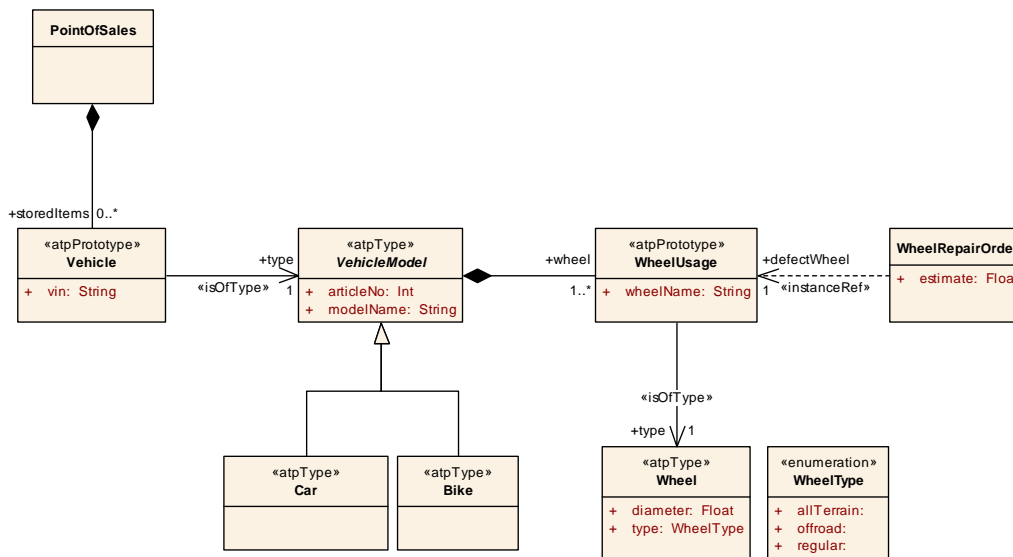 PointOfSales
+storedItems 0..*
«atpPrototype»
Vehicle
+ vin: String
+type
«isOfType»
1
«atpType»
VehicleModel
+ articleNo: Int
+ modelName: String
+wheel
1..*
«atpPrototype»
WheelUsage
+ wheelName: String
+defectWheel
1 «instanceRef»
WheelRepairOrde
+ estimate: Floa
«isOfType»
+type 1
«atpType»
Car
«atpType»
Bike
«atpType»
Wheel
+ diameter: Float
+ type: WheelType
«enumeration»
WheelType
+ allTerrain:
+ offroad:
+ regular: